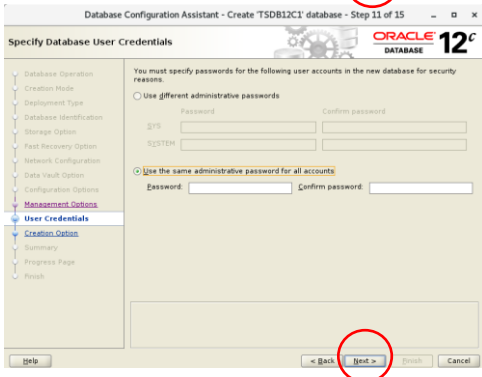 Database Configuration Assistant - Create 'TSDB12C1' database - Step 11 of 15
Specify Database User Credentials
ORACLE
DATABASE
12c
Database Operation
Creation Mode
Deployment Type
Database Identification
Storage Option
Fast Recovery Option
Network Configuration
Data Vault Option
Configuration Options
Management Options
User Credentials
Creation Option
Summary
Progress Page
Finish
You must specify passwords for the following user accounts in the new database for security
reasons.
Use different administrative passwords
Password Confirm password
SYS
SYSTEM
Use the same administrative password for all accounts
Password: Confirm password:
Help < Back Next > Finish Cancel